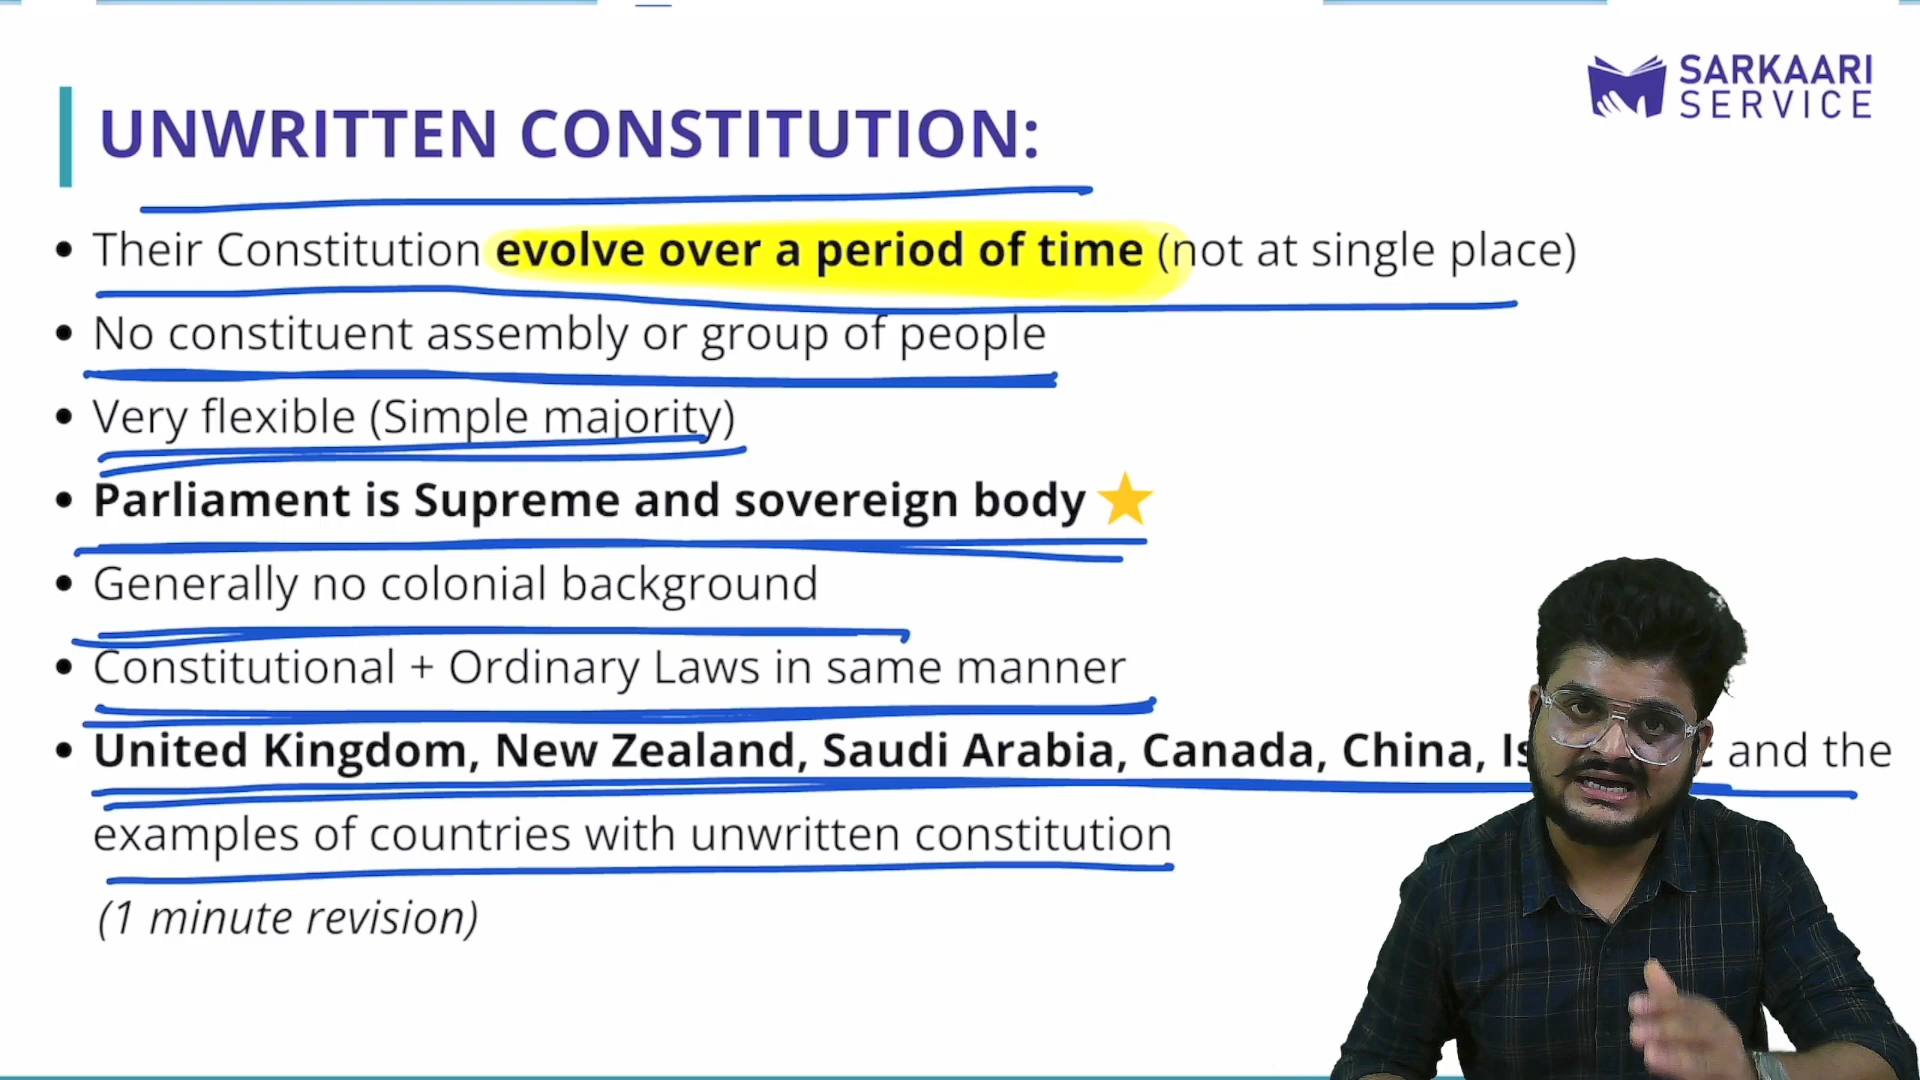 SARKAARI
SERVICE
UNWRITTEN CONSTITUTION:
• Their Constitution evolve over a period of time (not at single place)
• No constituent assembly or group of people
• Very flexible (Simple majority)
• Parliament is Supreme and sovereign body
• Generally no colonial background
• Constitutional + Ordinary Laws in same manner
• United Kingdom, New Zealand, Saudi Arabia, Canada, China, and the
examples of countries with unwritten constitution
(1 minute revision)